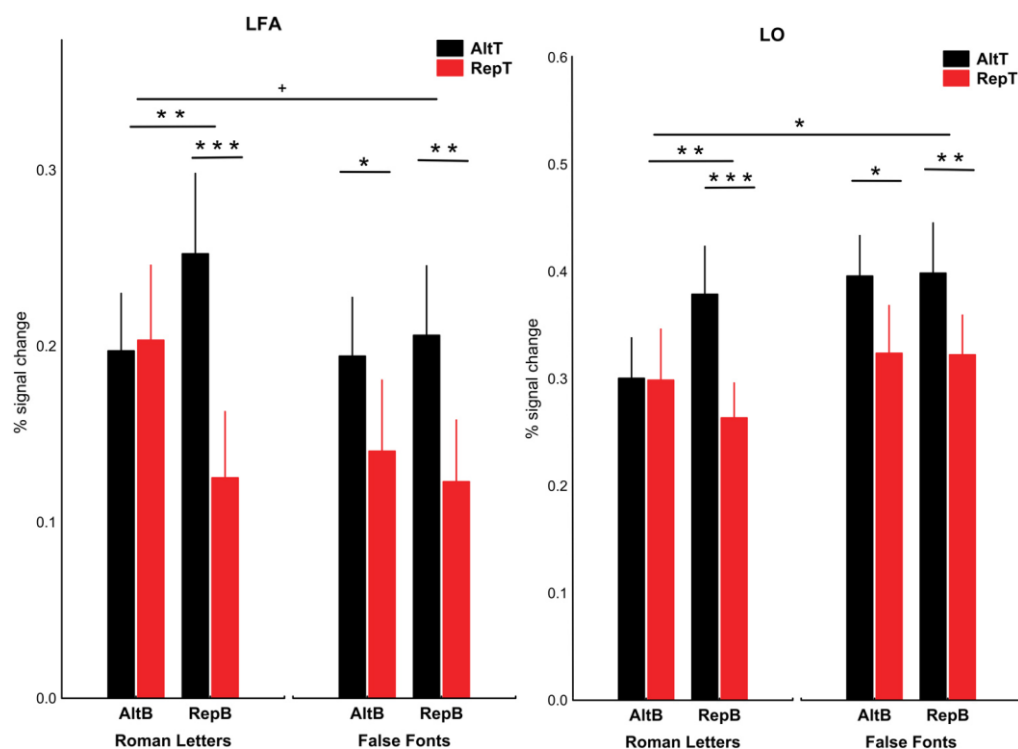 LFA
AltT
RepT
+
* *
* * *
*
* *
0.3
0.2
0.1
0.0
% signal change
AltB RepB AltB RepB
Roman Letters False Fonts
LO
0.6
AltT
RepT
*
0.5
* *
* * *
*
* *
0.4
0.3
0.2
0.1
0.0
% signal change
AltB RepB AltB RepB
Roman Letters False Fonts